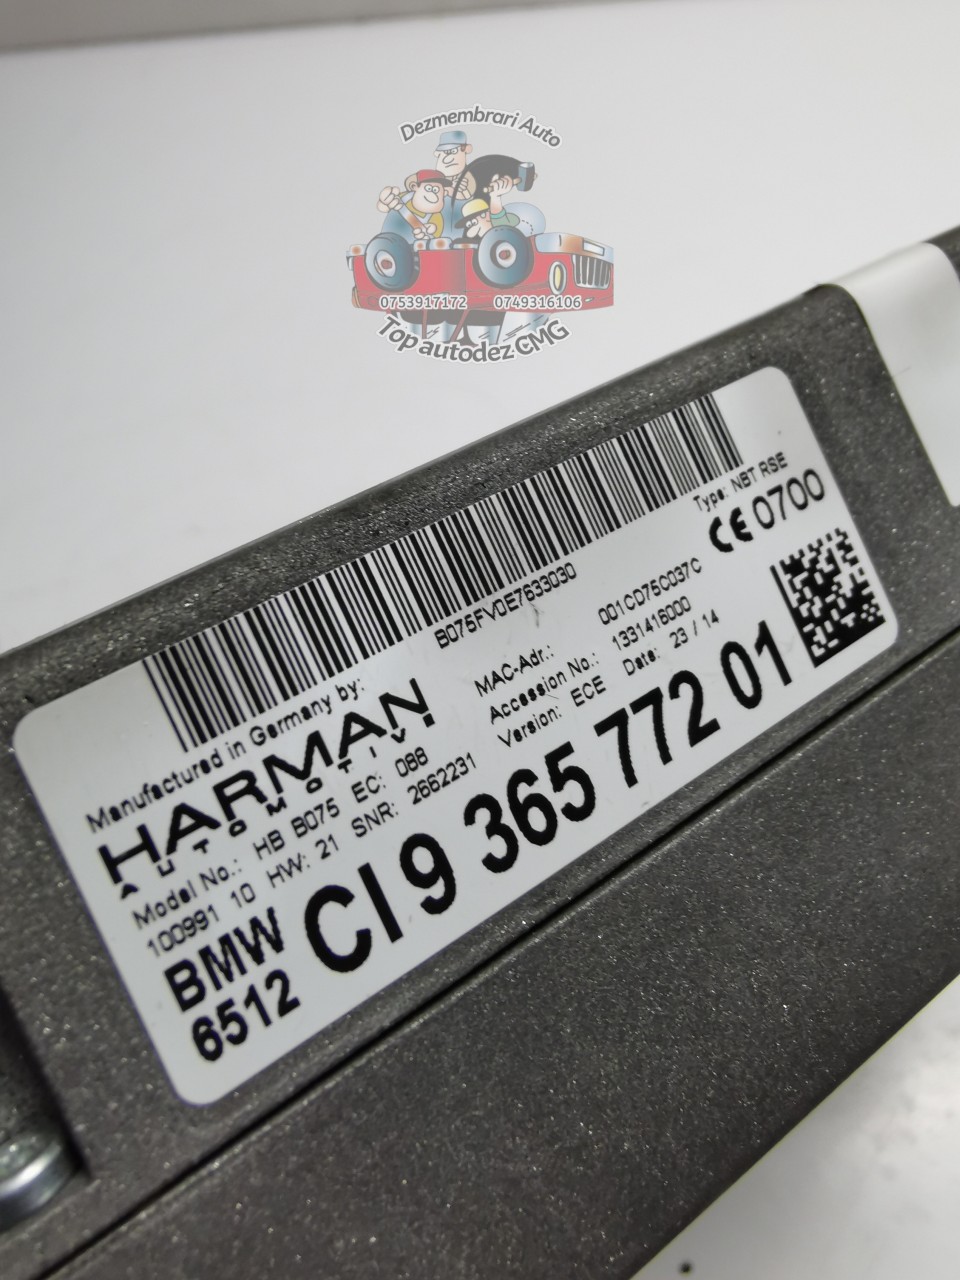 Dezmembrari Auto
0753917172 0749316106
Top autodez CMG
B075FV0E7633030
Type: NBT RSE
CE 0700
Manufactured in Germany by:
HARMAN
AUTOMOTIVE
MAC-Adr.: 001CD75C037C
Accession No.: 1331416000
Version: ECE Date: 23 / 14
Model No.: HB B075 EC: 088
100991 10 HW: 21 SNR: 2662231
BMW CI 9 365 772 01
6512